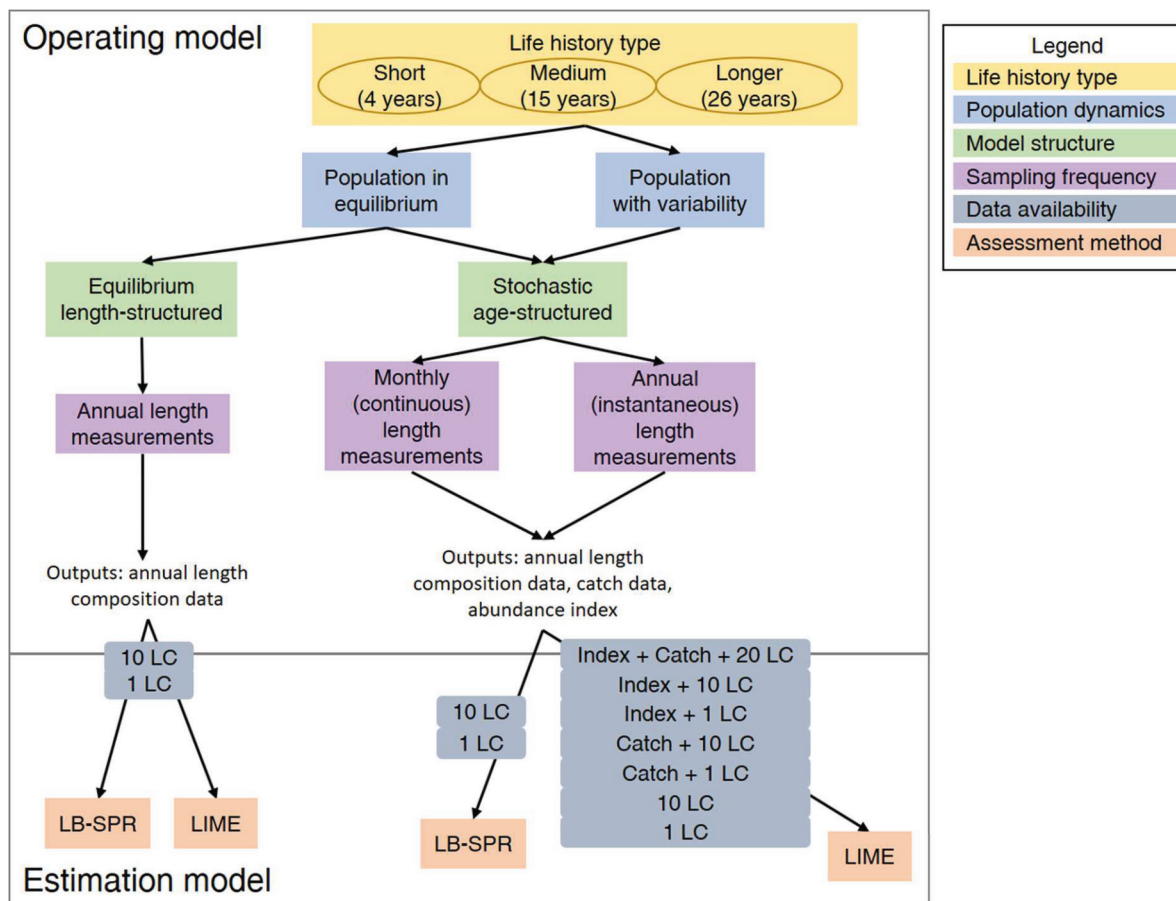 Operating model
Life history type
Short
(4 years)
Medium
(15 years)
Longer
(26 years)
Population in
equilibrium
Population
with variability
Equilibrium
length-structured
Stochastic
age-structured
Annual length
measurements
Monthly
(continuous)
length
measurements
Annual
(instantaneous)
length
measurements
Outputs: annual length
composition data
Outputs: annual length
composition data, catch data,
abundance index
10 LC
1 LC
10 LC
1 LC
Index + Catch + 20 LC
Index + 10 LC
Index + 1 LC
Catch + 10 LC
Catch + 1 LC
10 LC
1 LC
LB-SPR
LIME
LB-SPR
LIME
Estimation model
Legend
Life history type
Population dynamics
Model structure
Sampling frequency
Data availability
Assessment method